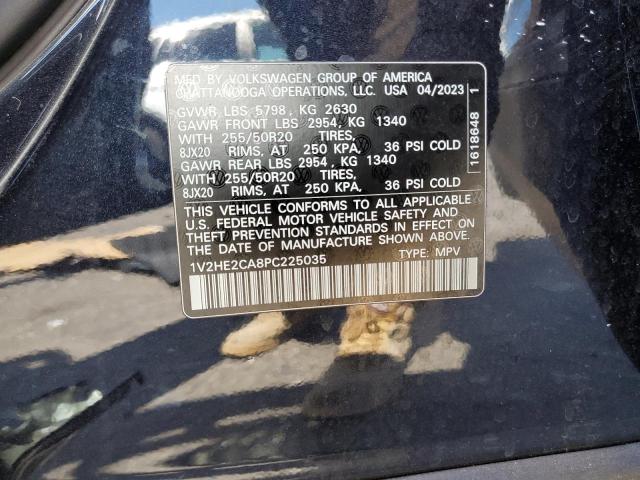 MFD BY VOLKSWAGEN GROUP OF AMERICA
CHATTANOOGA OPERATIONS, LLC. USA 04/2023
GVWR LBS 5798, KG 2630
GAWR FRONT LBS 2954, KG 1340
WITH 255/50R20 TIRES,
8JX20 RIMS, AT 250 KPA, 36 PSI COLD
GAWR REAR LBS 2954, KG 1340
WITH 255/50R20 TIRES,
8JX20 RIMS, AT 250 KPA, 36 PSI COLD
THIS VEHICLE CONFORMS TO ALL APPLICABLE
U.S. FEDERAL MOTOR VEHICLE SAFETY AND
THEFT PREVENTION STANDARDS IN EFFECT ON
THE DATE OF MANUFACTURE SHOWN ABOVE
1V2HE2CA8PC225035 TYPE: MPV
1618648 1